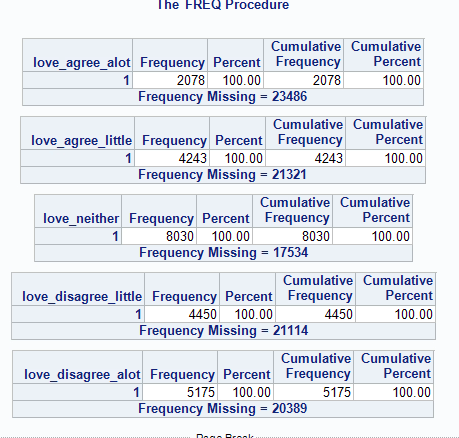 The FREQ Procedure
Cumulative Cumulative
love_agree_alot Frequency Percent Frequency Percent
1 2078 100.00 2078 100.00
Frequency Missing = 23486
Cumulative Cumulative
love_agree_little Frequency Percent Frequency Percent
1 4243 100.00 4243 100.00
Frequency Missing = 21321
Cumulative Cumulative
love_neither Frequency Percent Frequency Percent
1 8030 100.00 8030 100.00
Frequency Missing = 17534
Cumulative Cumulative
love_disagree_little Frequency Percent Frequency Percent
1 4450 100.00 4450 100.00
Frequency Missing = 21114
Cumulative Cumulative
love_disagree_alot Frequency Percent Frequency Percent
1 5175 100.00 5175 100.00
Frequency Missing = 20389
Page Break